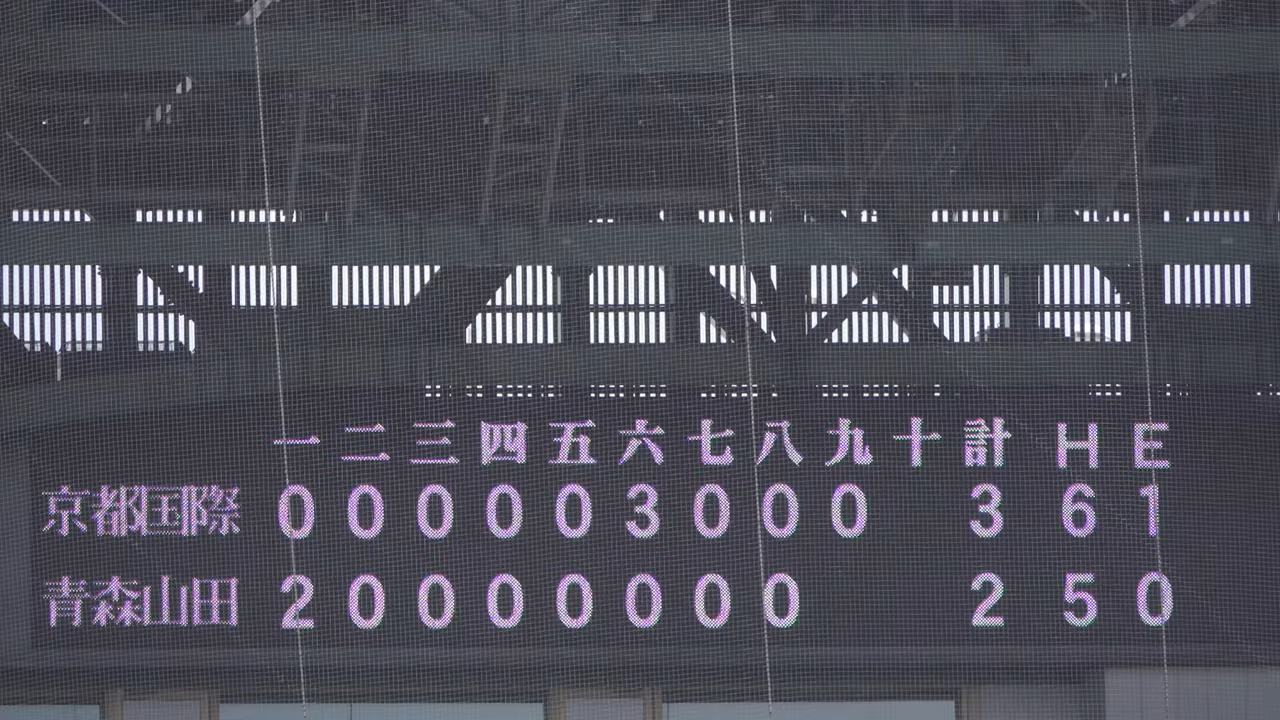 一 二 三 四 五 六 七 八 九 十 計 H E
京都国際 0 0 0 0 0 3 0 0 0 3 6 1
青森山田 2 0 0 0 0 0 0 0 2 5 0